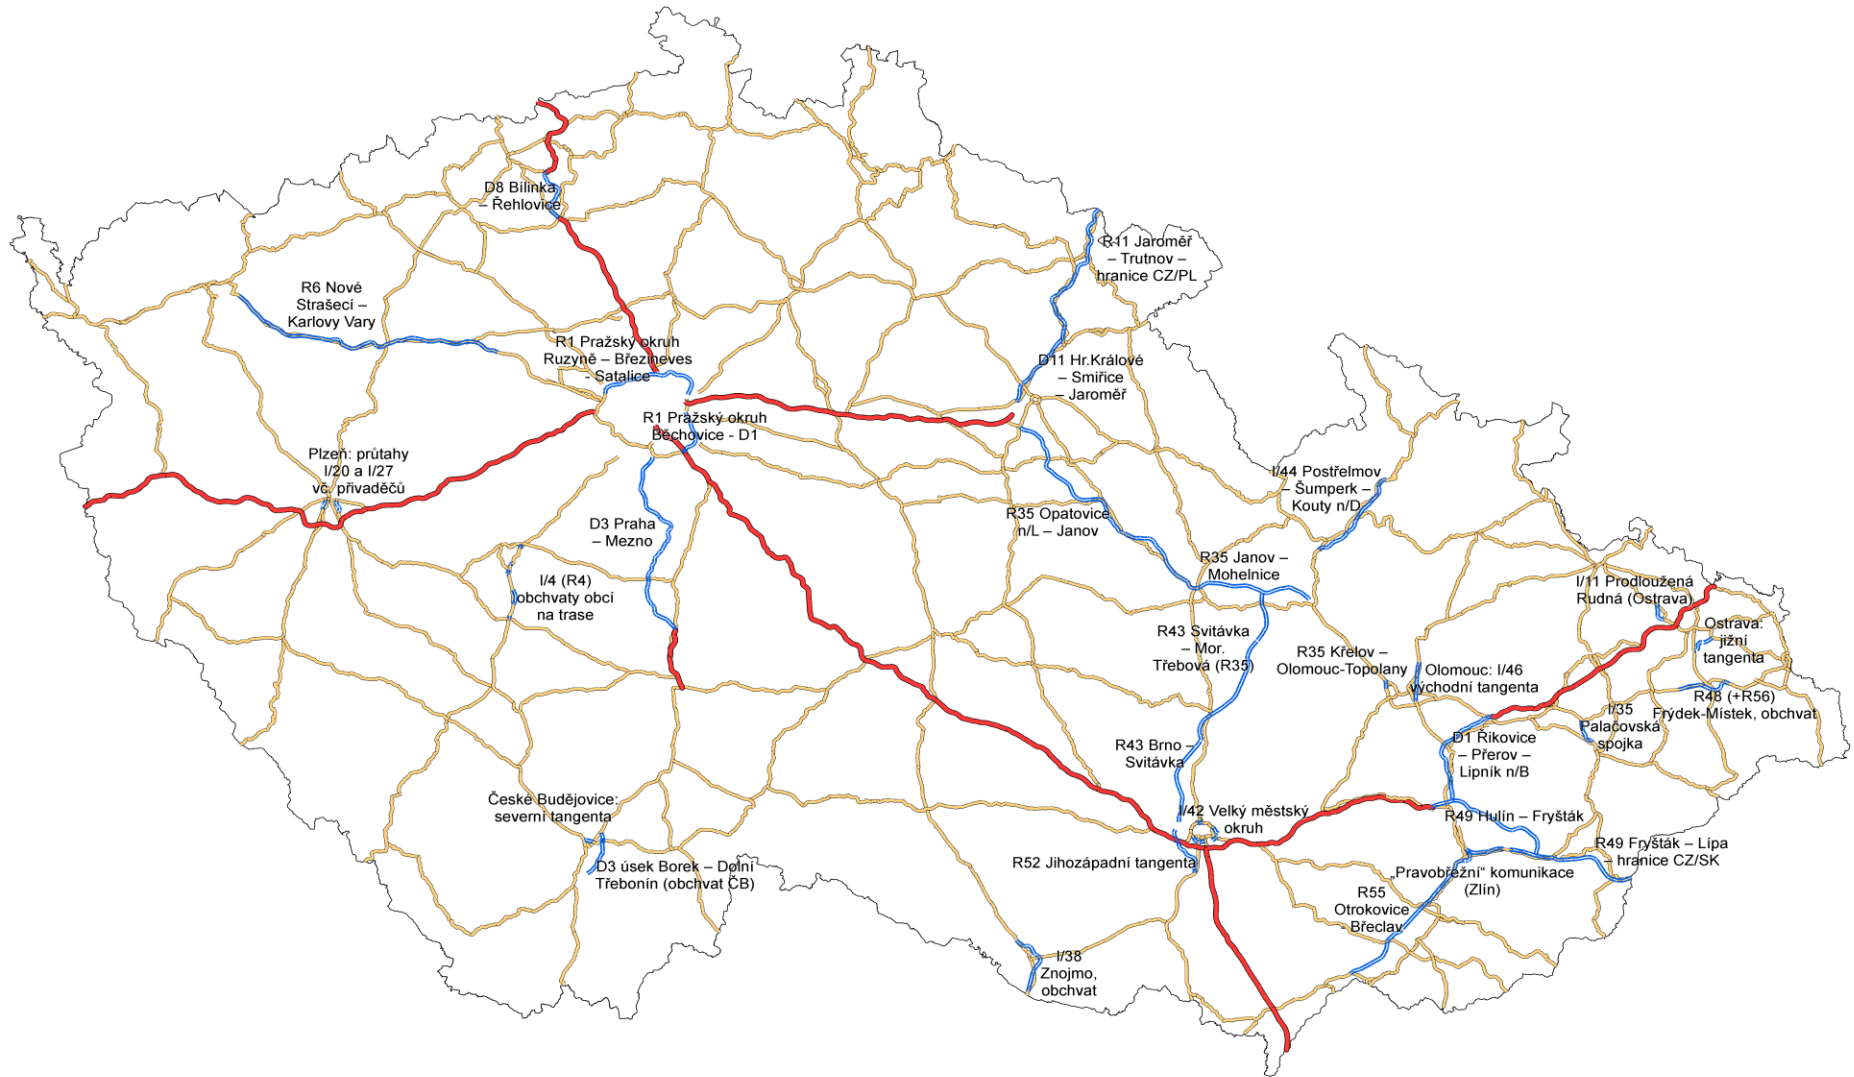 D8 Bílinka
– Řehlovice
R11 Jaroměř
– Trutnov –
hranice CZ/PL
R6 Nové
Strašecí –
Karlovy Vary
R1 Pražský okruh
Ruzyně – Březiněves
- Satalice
D11 Hr.Králové
– Smiřice
– Jaroměř
R1 Pražský okruh
Běchovice - D1
Plzeň: průtahy
I/20 a I/27
vč. přivaděčů
I/44 Postřelmov
– Šumperk –
Kouty n/D
R35 Opatovice
n/L – Janov
D3 Praha
– Mezno
R35 Janov –
Mohelnice
I/4 (R4)
obchvaty obcí
na trase
I/11 Prodloužená
Rudná (Ostrava)
Ostrava:
jižní
tangenta
R43 Svitávka
– Mor.
Třebová (R35)
R35 Křelov –
Olomouc-Topolany
Olomouc: I/46
východní tangenta
R48 (+R56)
Frýdek-Místek, obchvat
I/35
Palačovská
spojka
D1 Říkovice
– Přerov –
Lipník n/B
R43 Brno –
Svitávka
České Budějovice:
severní tangenta
I/42 Velký městský
okruh
R49 Hulín – Fryšták
R49 Fryšták – Lípa
– hranice CZ/SK
R52 Jihozápadní tangenta
D3 úsek Borek – Dolní
Třebonín (obchvat ČB)
„Pravobřežní“ komunikace
(Zlín)
R55
Otrokovice
- Břeclav
I/38
Znojmo,
obchvat